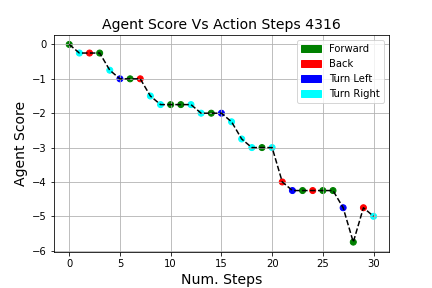 Agent Score Vs Action Steps 4316
Forward
Back
Turn Left
Turn Right
Agent Score
0
−1
−2
−3
−4
−5
−6
0 5 10 15 20 25 30
Num. Steps